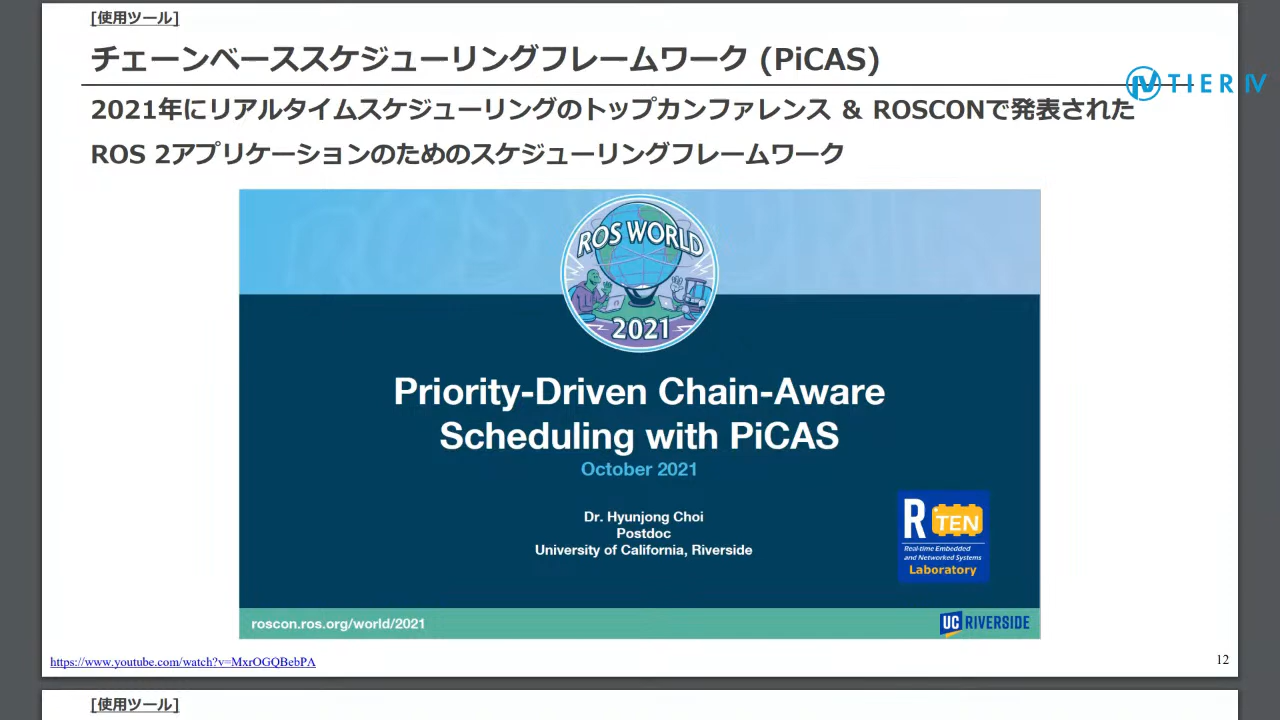 [使用ツール]
チェーンベーススケジューリングフレームワーク (PiCAS)
TIER IV
2021年にリアルタイムスケジューリングのトップカンファレンス & ROSCONで発表された
ROS 2アプリケーションのためのスケジューリングフレームワーク
ROS WORLD
2021
Priority-Driven Chain-Aware
Scheduling with PiCAS
October 2021
Dr. Hyunjong Choi
Postdoc
University of California, Riverside
R TEN
Real-time Embedded
and Networked Systems
Laboratory
roscon.ros.org/world/2021
UC RIVERSIDE
https://www.youtube.com/watch?v=MxrOGQBebPA
12
[使用ツール]